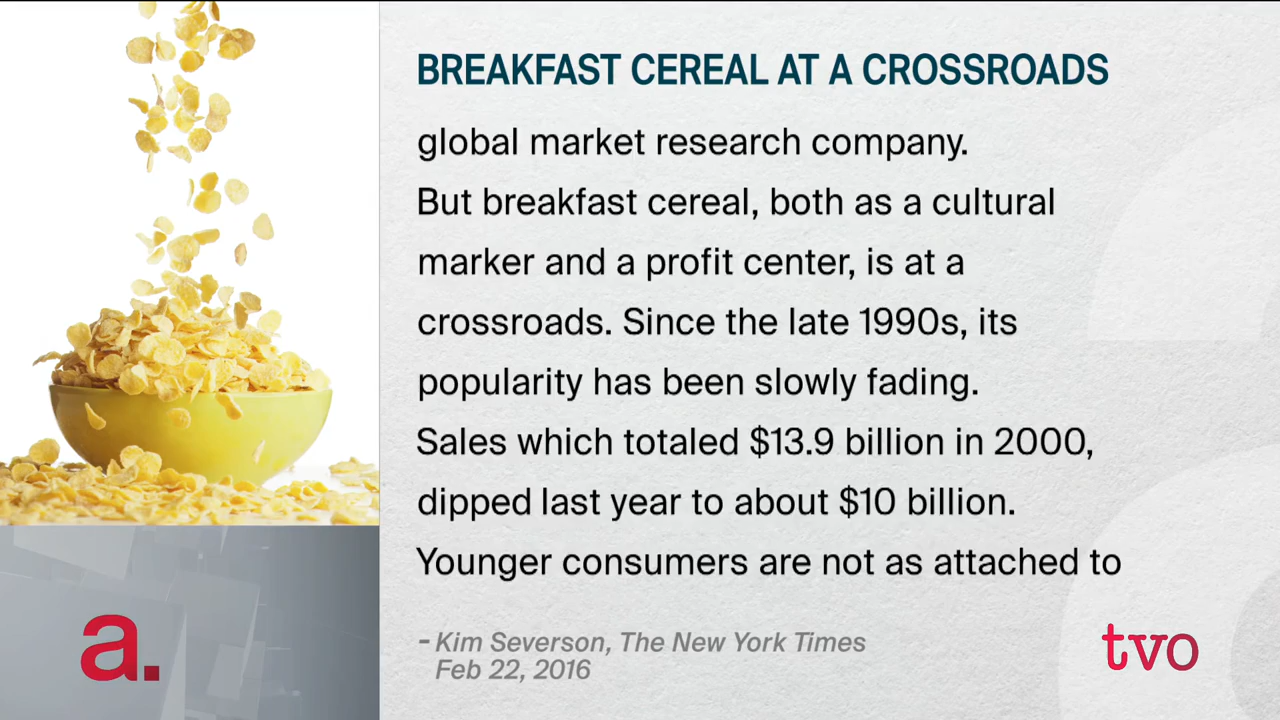 BREAKFAST CEREAL AT A CROSSROADS
global market research company.
But breakfast cereal, both as a cultural
marker and a profit center, is at a
crossroads. Since the late 1990s, its
popularity has been slowly fading.
Sales which totaled $13.9 billion in 2000,
dipped last year to about $10 billion.
Younger consumers are not as attached to
- Kim Severson, The New York Times
Feb 22, 2016
a.
tvo